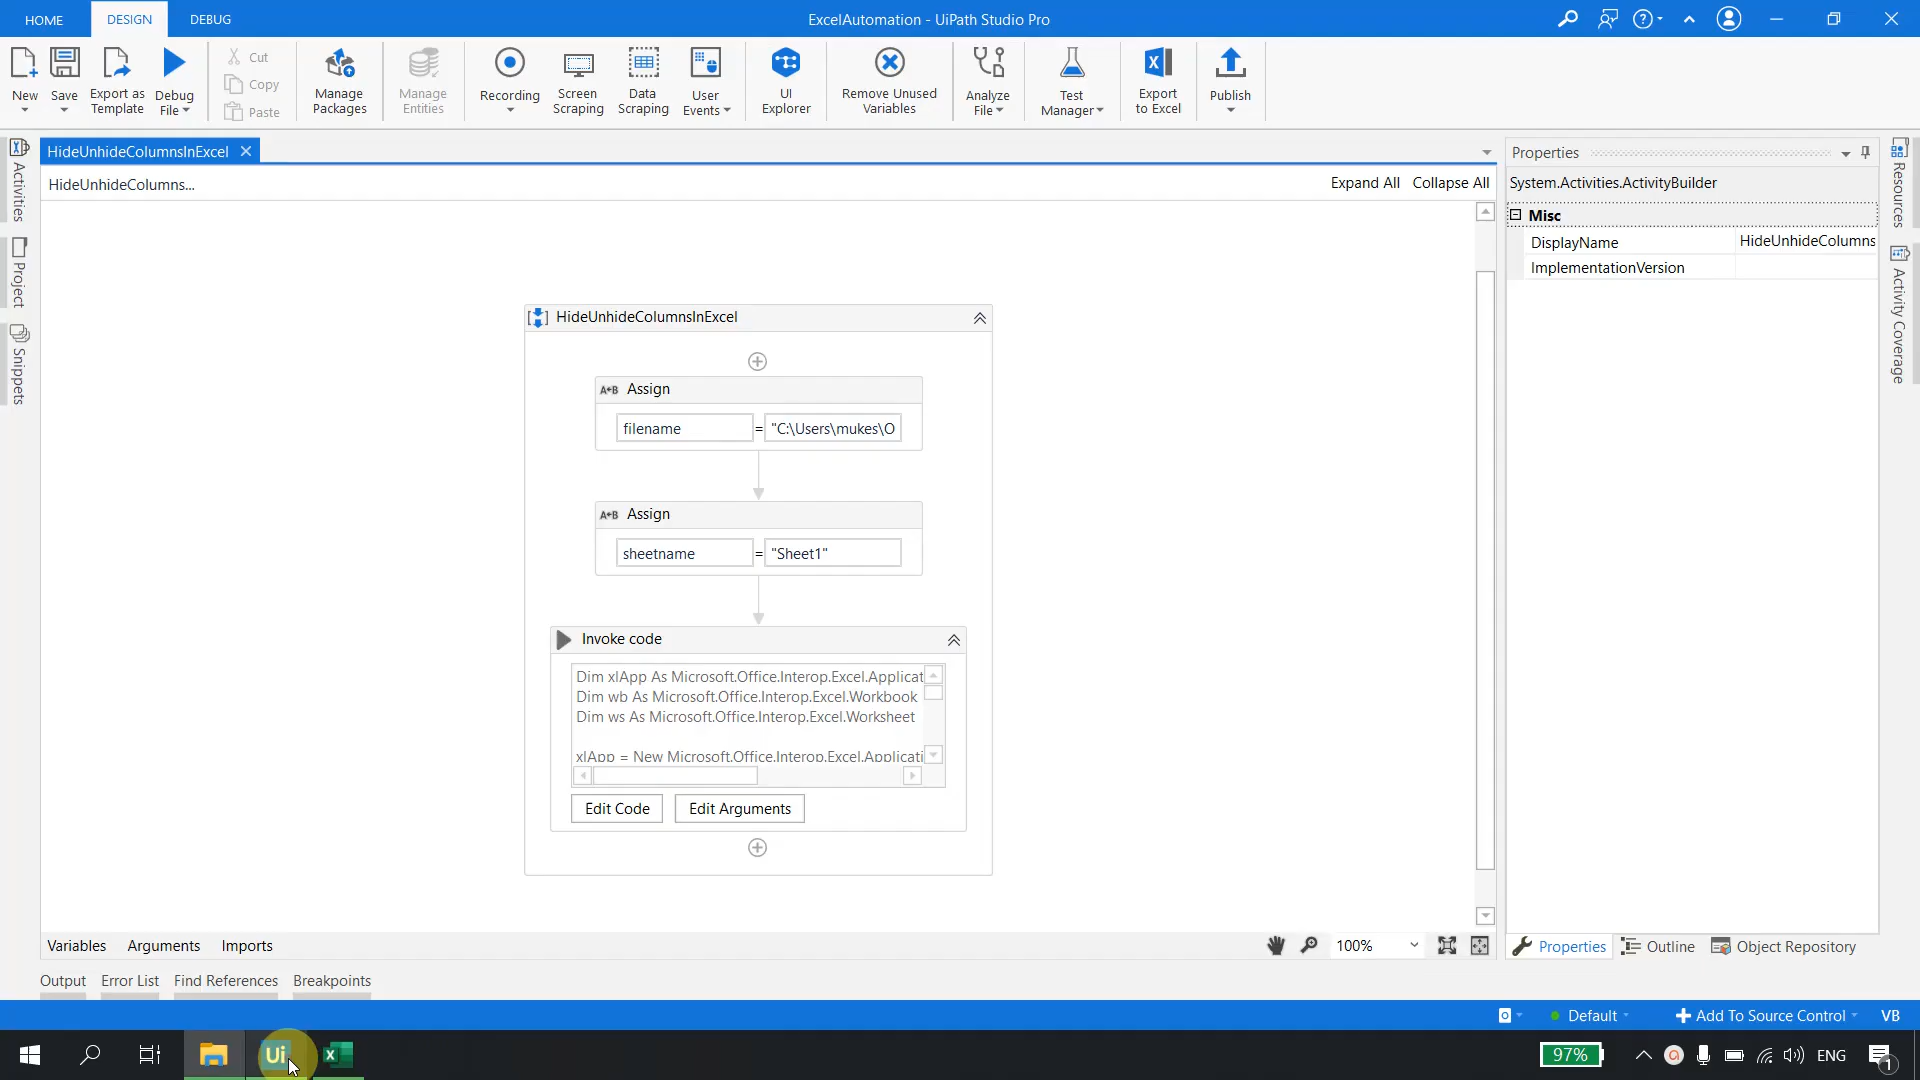 HOME DESIGN DEBUG ExcelAutomation - UiPath Studio Pro
New Save Export as Template Debug File Cut Copy Paste Manage Packages Manage Entities Recording Screen Scraping Data Scraping User Events UI Explorer Remove Unused Variables Analyze File Test Manager Export to Excel Publish
HideUnhideColumnsInExcel
HideUnhideColumns... Expand All Collapse All
Properties
System.Activities.ActivityBuilder
Misc
DisplayName HideUnhideColumns
ImplementationVersion
Activities
Project
Snippets
Resources
Activity Coverage
HideUnhideColumnsInExcel
A+B Assign
filename = "C:\Users\mukes\O
A+B Assign
sheetname = "Sheet1"
Invoke code
Dim xlApp As Microsoft.Office.Interop.Excel.Applicat
Dim wb As Microsoft.Office.Interop.Excel.Workbook
Dim ws As Microsoft.Office.Interop.Excel.Worksheet
xlApp = New Microsoft.Office.Interop.Excel.Applicati
Edit Code Edit Arguments
Variables Arguments Imports 100% Properties Outline Object Repository
Output Error List Find References Breakpoints
Default Add To Source Control VB
Ui X 97% ENG 1